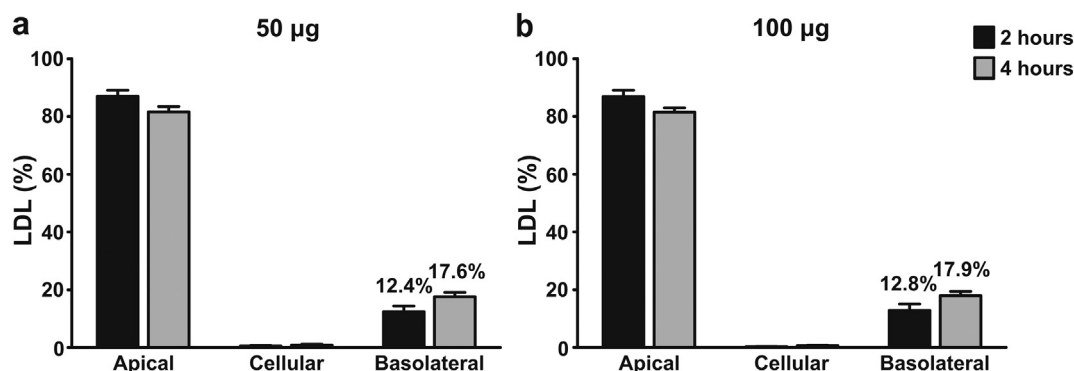 a
50 µg
LDL (%)
100
80
60
40
20
0
12.4%
17.6%
Apical
Cellular
Basolateral
b
100 µg
LDL (%)
100
80
60
40
20
0
12.8%
17.9%
Apical
Cellular
Basolateral
2 hours
4 hours